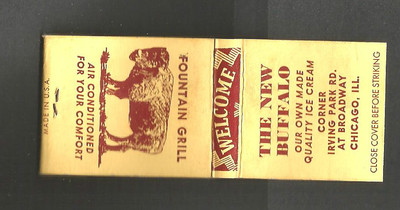 FOUNTAIN GRILL
AIR CONDITIONED
FOR YOUR COMFORT
MADE IN U.S.A.
WELCOME
THE NEW
BUFFALO
OUR OWN MADE
QUALITY ICE CREAM
CORNER
IRVING PARK RD.
AT BROADWAY
CHICAGO, ILL.
CLOSE COVER BEFORE STRIKING